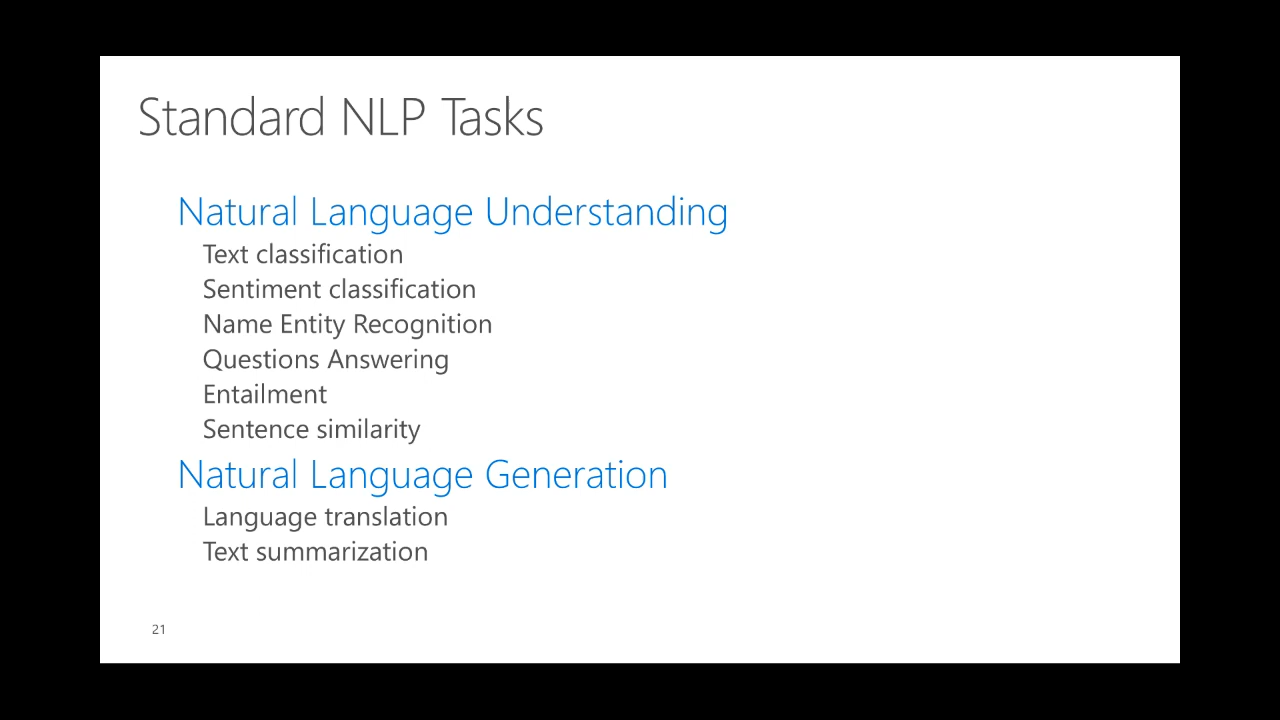 Standard NLP Tasks
Natural Language Understanding
Text classification
Sentiment classification
Name Entity Recognition
Questions Answering
Entailment
Sentence similarity
Natural Language Generation
Language translation
Text summarization
21